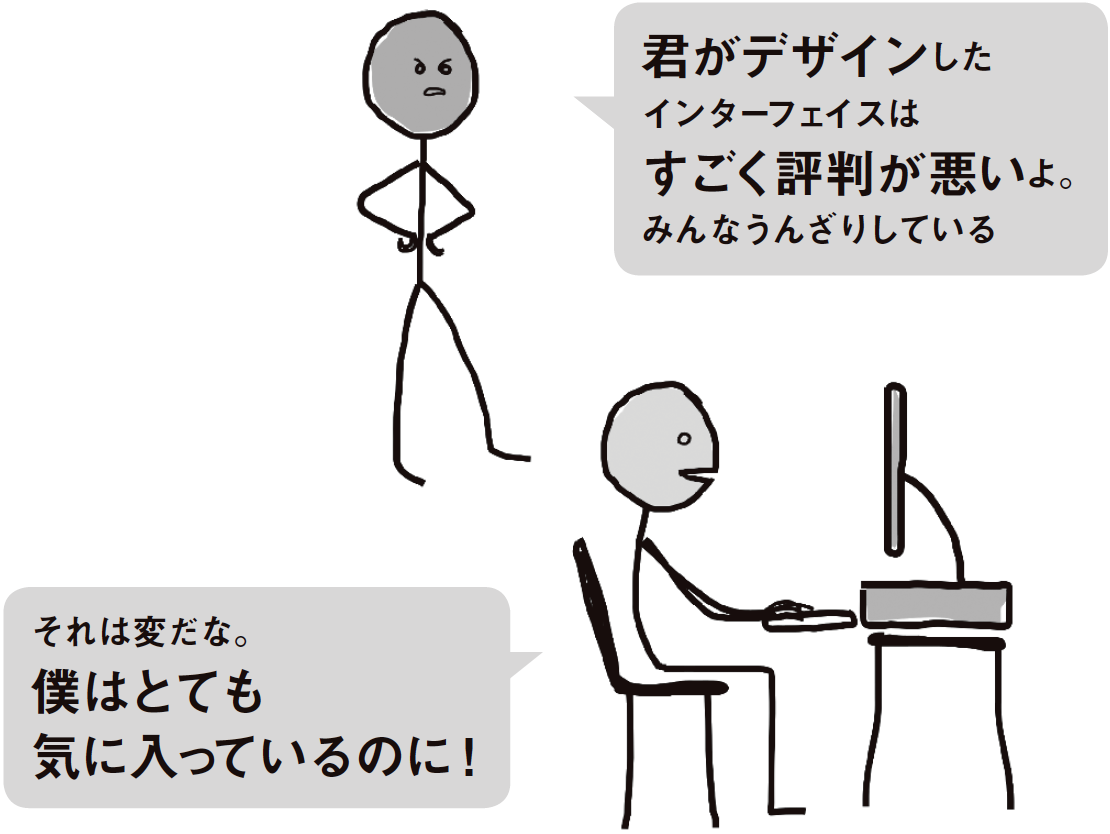 君がデザインした
インターフェイスは
すごく評判が悪いよ。
みんなうんざりしている
それは変だな。
僕はとても
気に入っているのに！